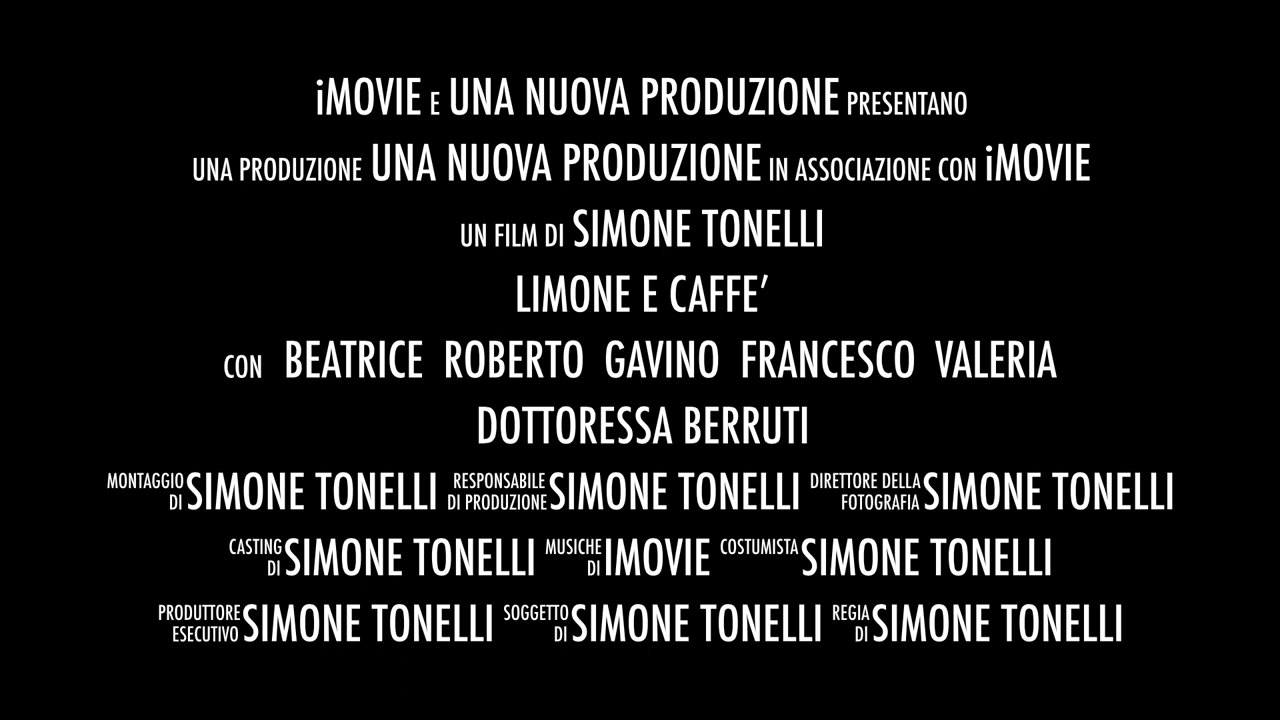 iMOVIE E UNA NUOVA PRODUZIONE PRESENTANO
UNA PRODUZIONE UNA NUOVA PRODUZIONE IN ASSOCIAZIONE CON iMOVIE
UN FILM DI SIMONE TONELLI
LIMONE E CAFFE’
CON BEATRICE ROBERTO GAVINO FRANCESCO VALERIA
DOTTORESSA BERRUTI
MONTAGGIO DI SIMONE TONELLI RESPONSABILE DI PRODUZIONE SIMONE TONELLI DIRETTORE DELLA FOTOGRAFIA SIMONE TONELLI
CASTING DI SIMONE TONELLI MUSICHE DI IMOVIE COSTUMISTA SIMONE TONELLI
PRODUTTORE ESECUTIVO SIMONE TONELLI SOGGETTO DI SIMONE TONELLI REGIA DI SIMONE TONELLI